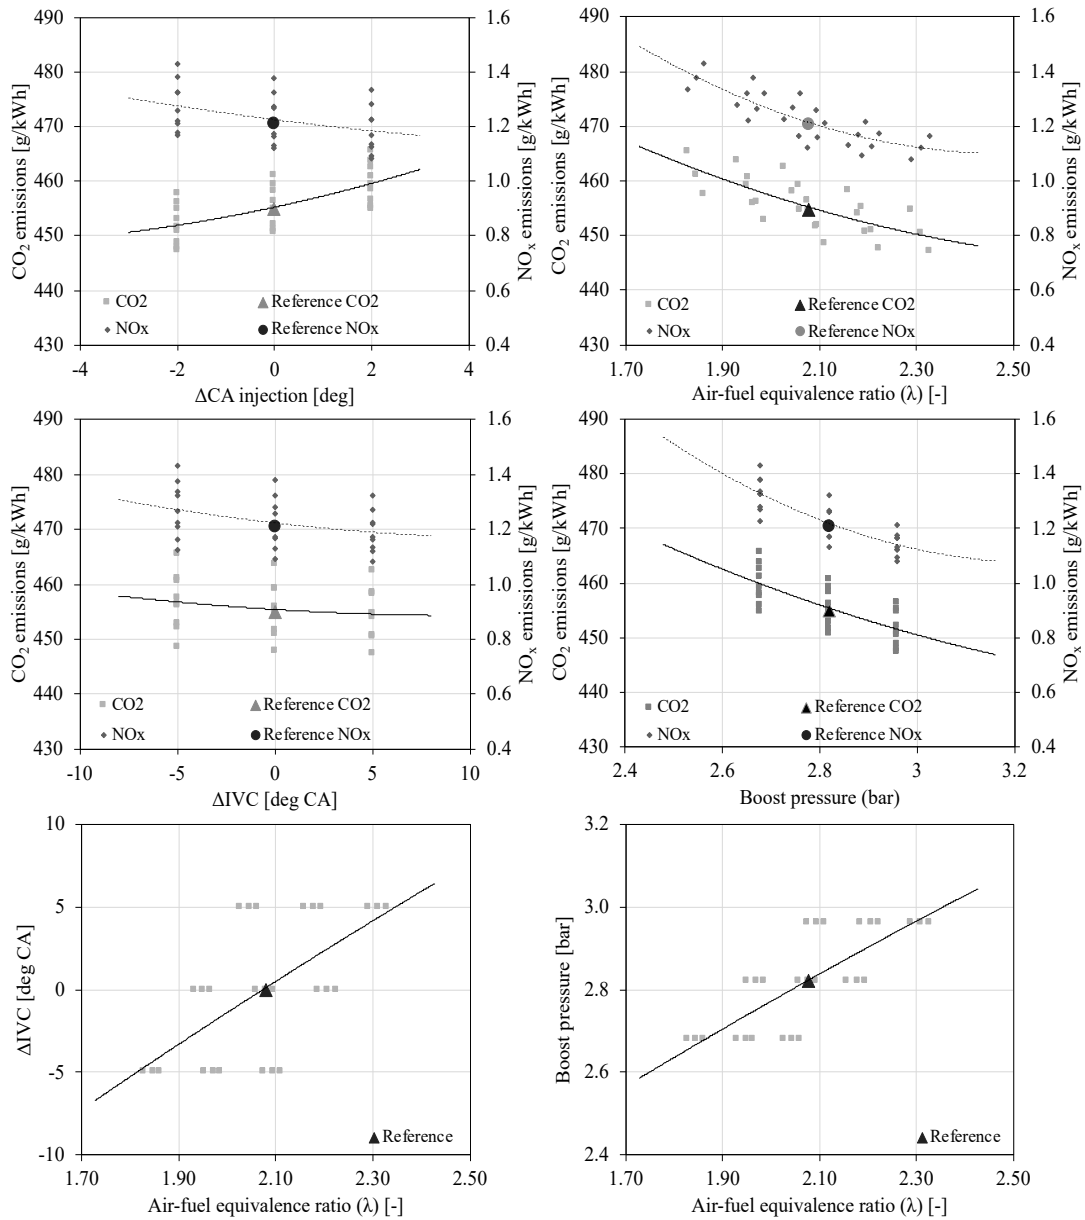 490
480
470
460
450
440
430
1.6
1.4
1.2
1.0
0.8
0.6
0.4
-4 -2 0 2 4
CO2 emissions [g/kWh]
NOx emissions [g/kWh]
ΔCA injection [deg]
CO2 Reference CO2
NOx Reference NOx
490
480
470
460
450
440
430
1.6
1.4
1.2
1.0
0.8
0.6
0.4
1.70 1.90 2.10 2.30 2.50
CO2 emissions [g/kWh]
NOx emissions [g/kWh]
Air-fuel equivalence ratio (λ) [-]
CO2 Reference CO2
NOx Reference NOx
490
480
470
460
450
440
430
1.6
1.4
1.2
1.0
0.8
0.6
0.4
-10 -5 0 5 10
CO2 emissions [g/kWh]
NOx emissions [g/kWh]
ΔIVC [deg CA]
CO2 Reference CO2
NOx Reference NOx
490
480
470
460
450
440
430
1.6
1.4
1.2
1.0
0.8
0.6
0.4
2.4 2.6 2.8 3 3.2
CO2 emissions [g/kWh]
NOx emissions [g/kWh]
Boost pressure (bar)
CO2 Reference CO2
NOx Reference NOx
10
5
0
-5
-10
1.70 1.90 2.10 2.30 2.50
ΔIVC [deg CA]
Air-fuel equivalence ratio (λ) [-]
Reference
3.2
3.0
2.8
2.6
2.4
1.70 1.90 2.10 2.30 2.50
Boost pressure [bar]
Air-fuel equivalence ratio (λ) [-]
Reference